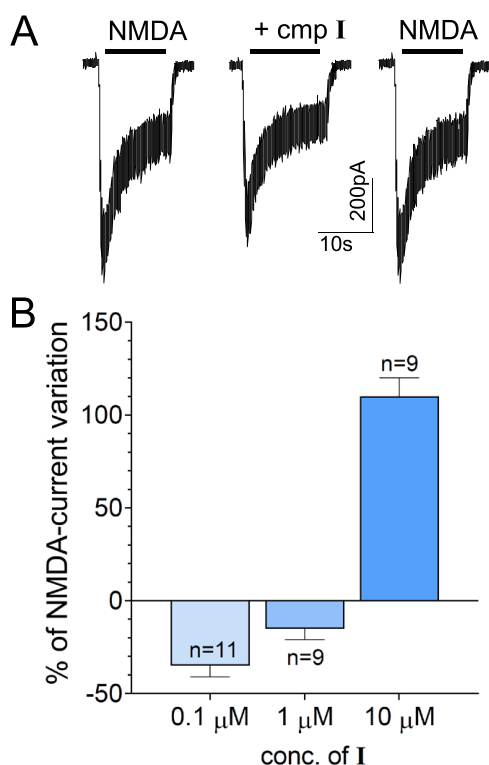 A
NMDA
+ cmp I
NMDA
200pA
10s
B
% of NMDA-current variation
150
100
50
0
-50
n=11
n=9
n=9
0.1 μM
1 μM
10 μM
conc. of I